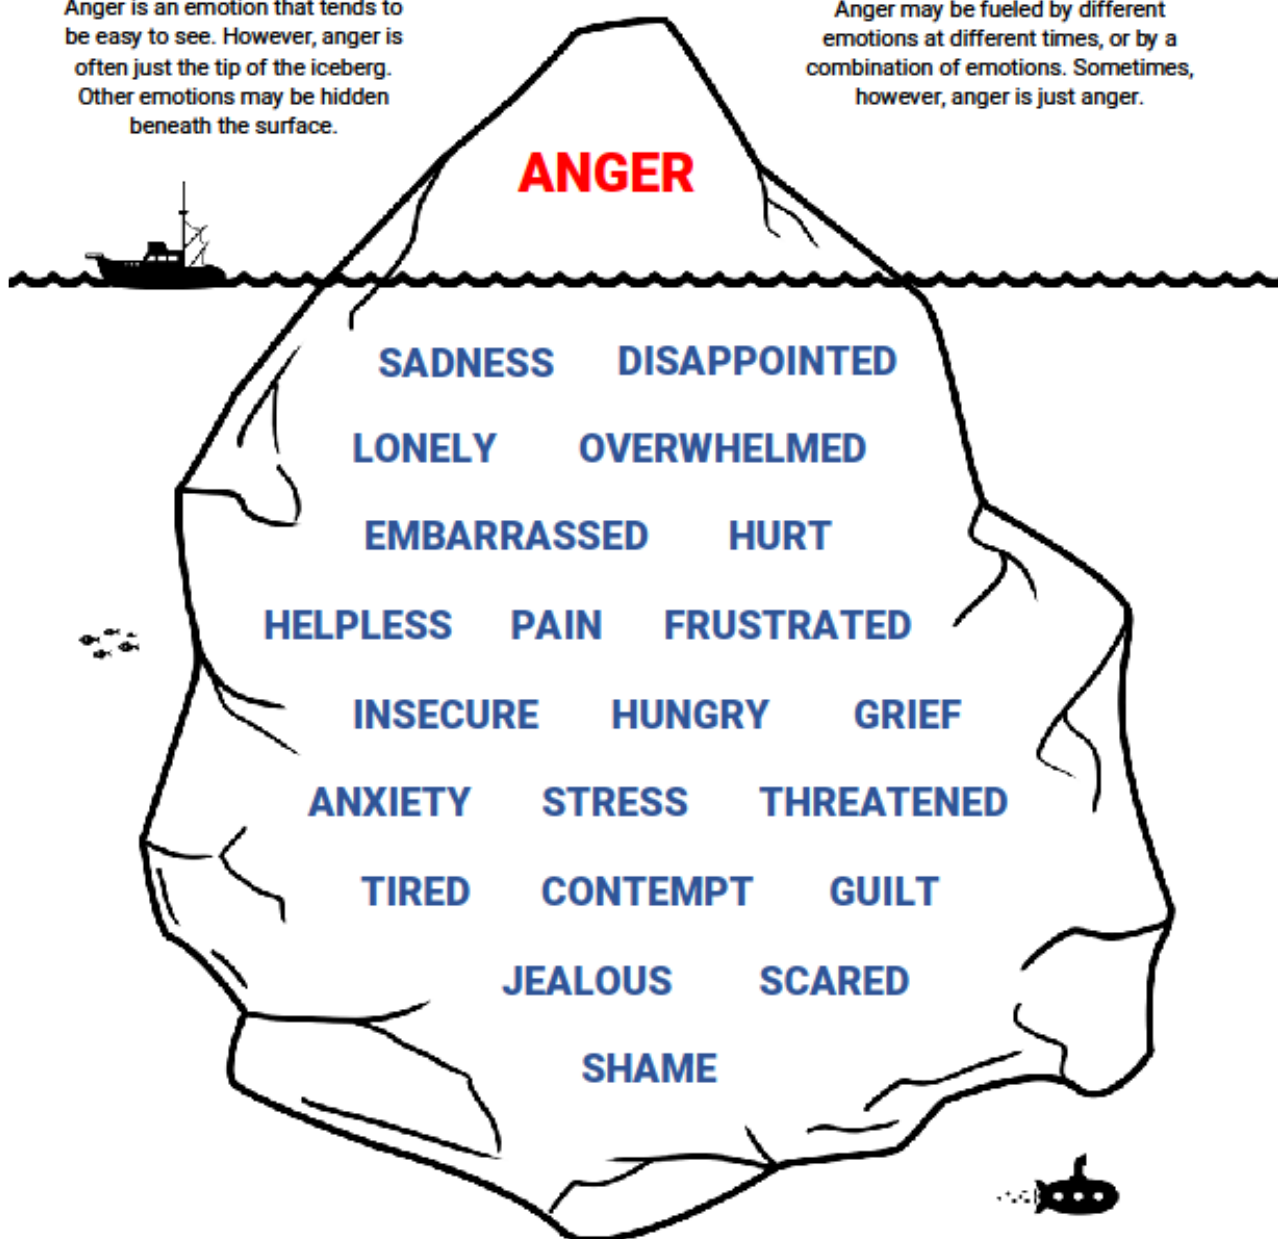 Anger is an emotion that tends to
be easy to see. However, anger is
often just the tip of the iceberg.
Other emotions may be hidden
beneath the surface.
Anger may be fueled by different
emotions at different times, or by a
combination of emotions. Sometimes,
however, anger is just anger.
ANGER
SADNESS DISAPPOINTED
LONELY OVERWHELMED
EMBARRASSED HURT
HELPLESS PAIN FRUSTRATED
INSECURE HUNGRY GRIEF
ANXIETY STRESS THREATENED
TIRED CONTEMPT GUILT
JEALOUS SCARED
SHAME